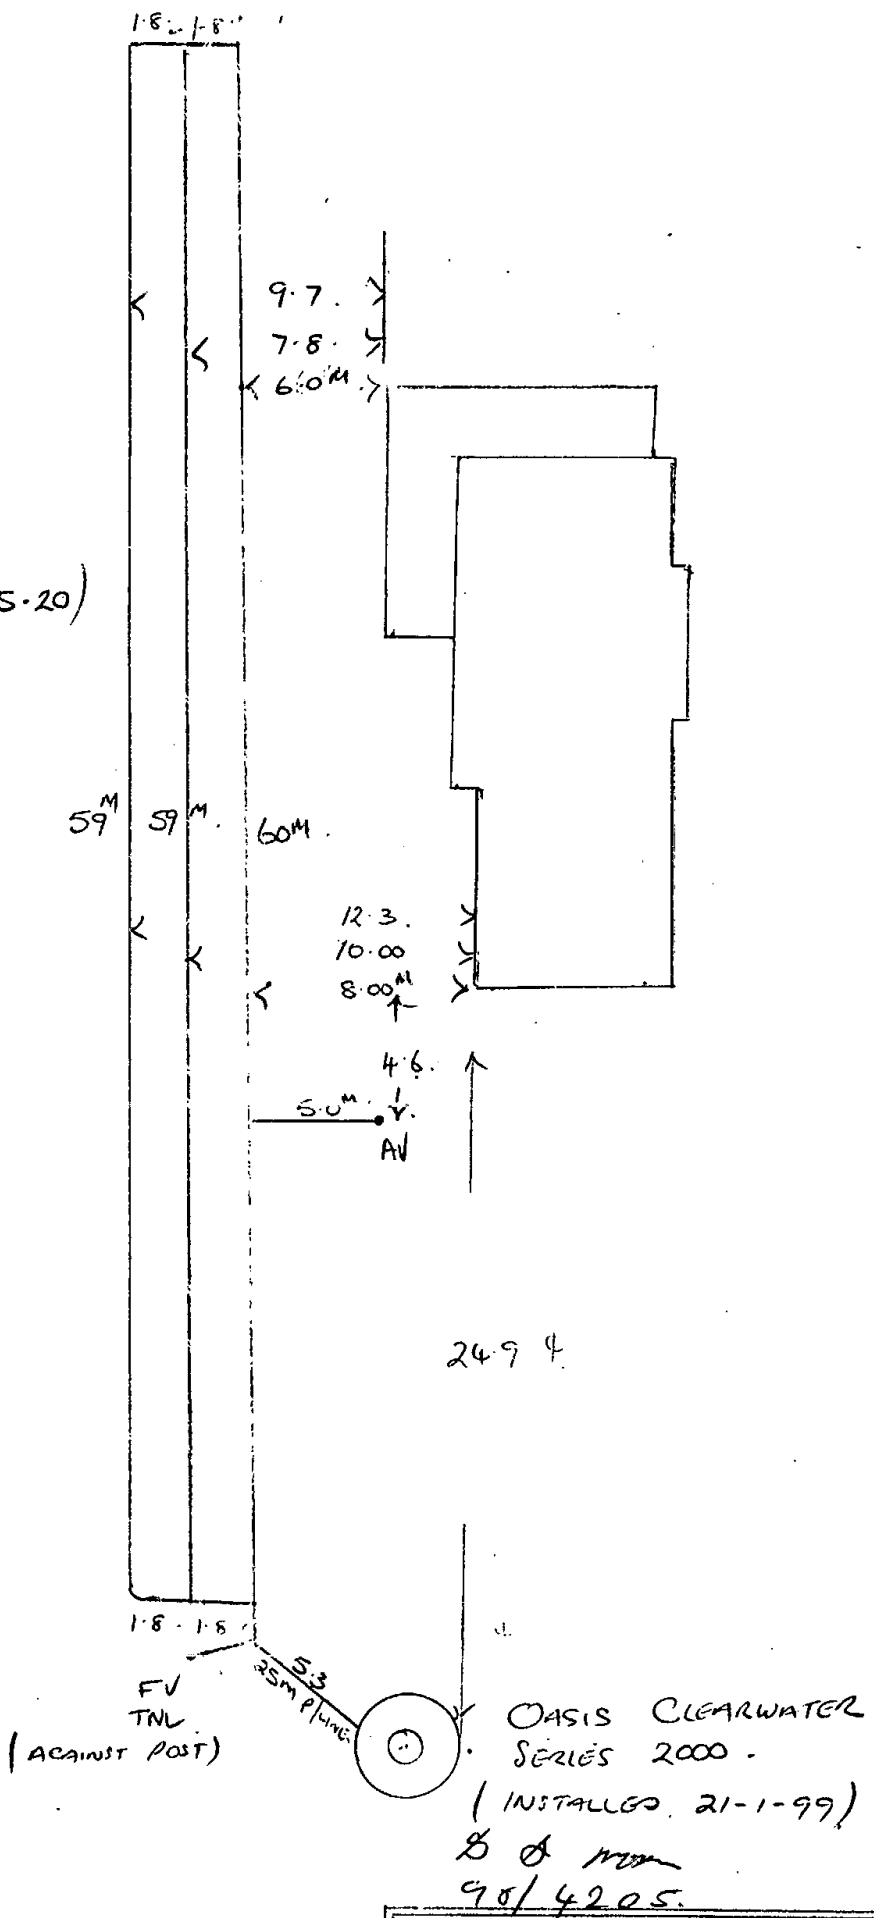 1.8. 1.8
9.7.
7.8.
6.0M.
5.20)
59M 59M. 60M.
12.3.
10.00
8.00M
4.6.
5.0M.
AV
24.9
1.8. 1.8
5.3
25M P/LINE
FV
TNL
(AGAINST POST)
OASIS CLEARWATER
SERIES 2000.
(INSTALLED. 21-1-99)
98/4205.